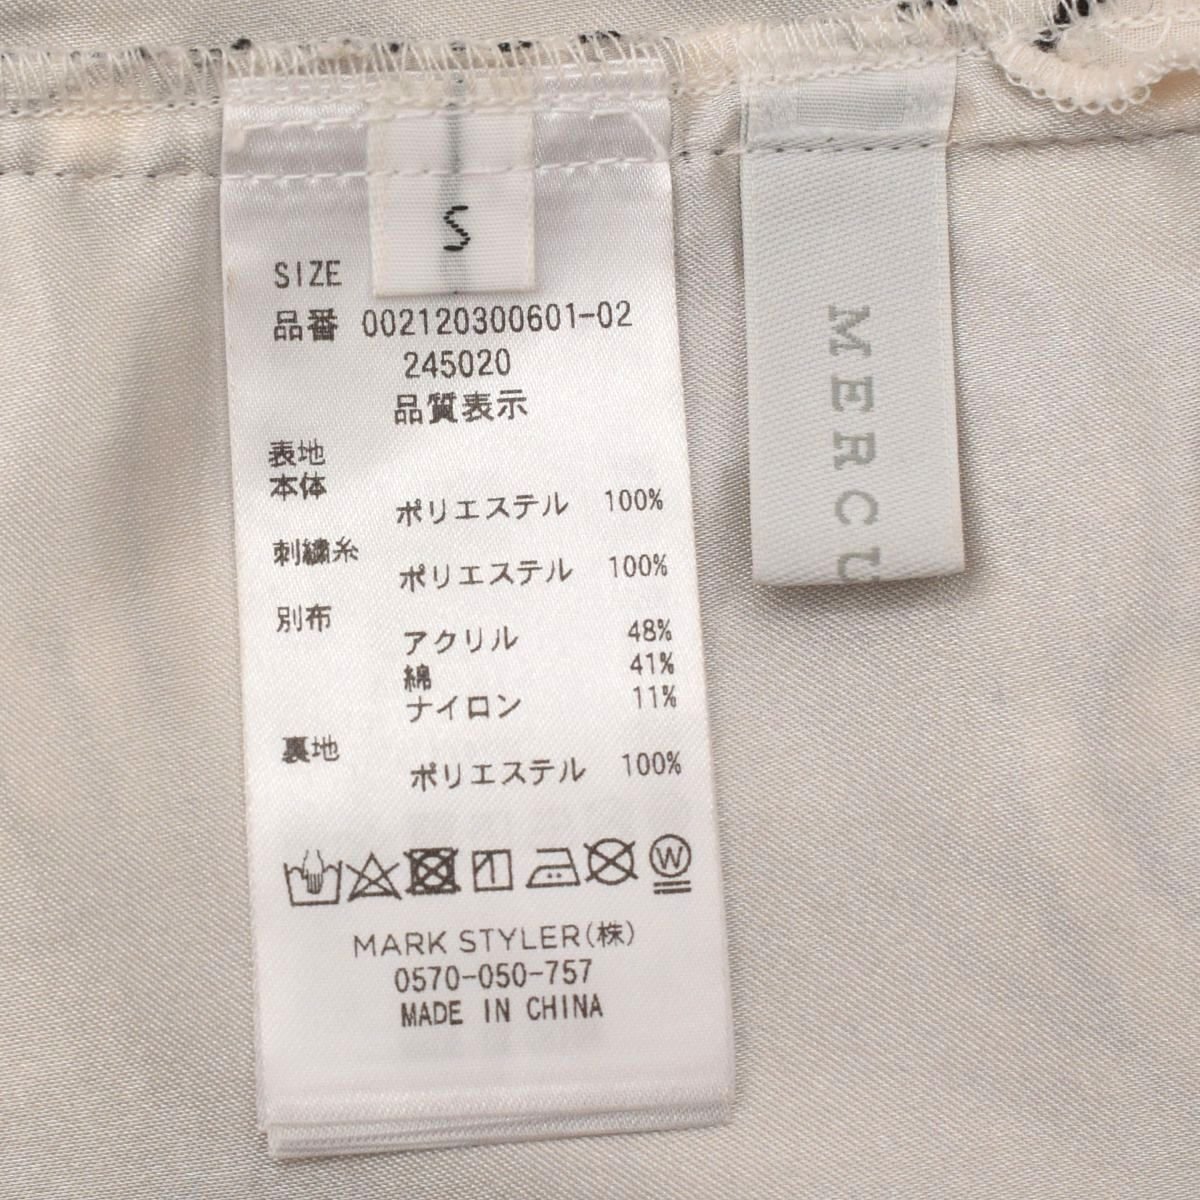 S
SIZE
品番 002120300601-02
245020
品質表示
表地
本体
ポリエステル 100%
刺繍糸
ポリエステル 100%
別布
アクリル 48%
綿 41%
ナイロン 11%
裏地
ポリエステル 100%
W
MARK STYLER(株)
0570-050-757
MADE IN CHINA
MERCU